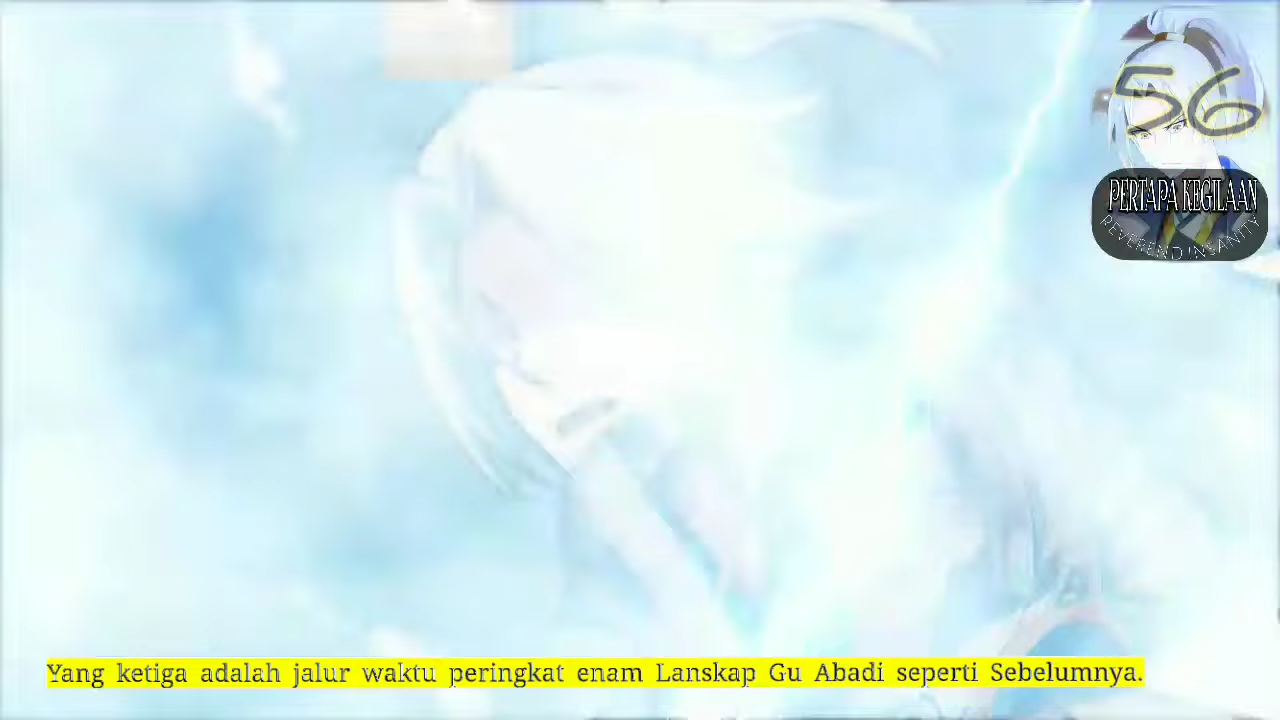 56
PERTAPA KEGILAAN
REVEREND INSANITY
Yang ketiga adalah jalur waktu peringkat enam Lanskap Gu Abadi seperti Sebelumnya.